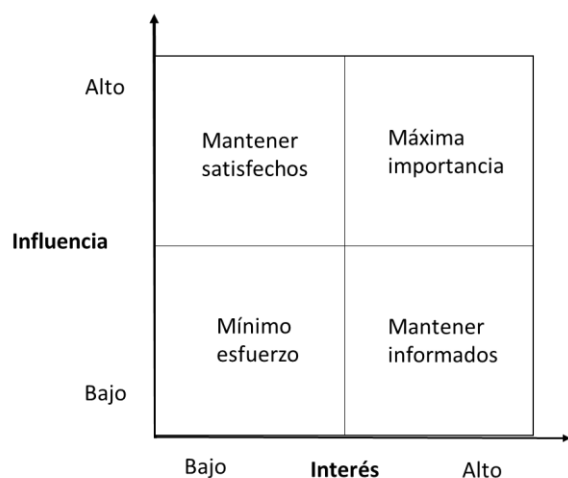 Alto
Mantener
satisfechos
Máxima
importancia
Influencia
Mínimo
esfuerzo
Mantener
informados
Bajo
Bajo
Interés
Alto